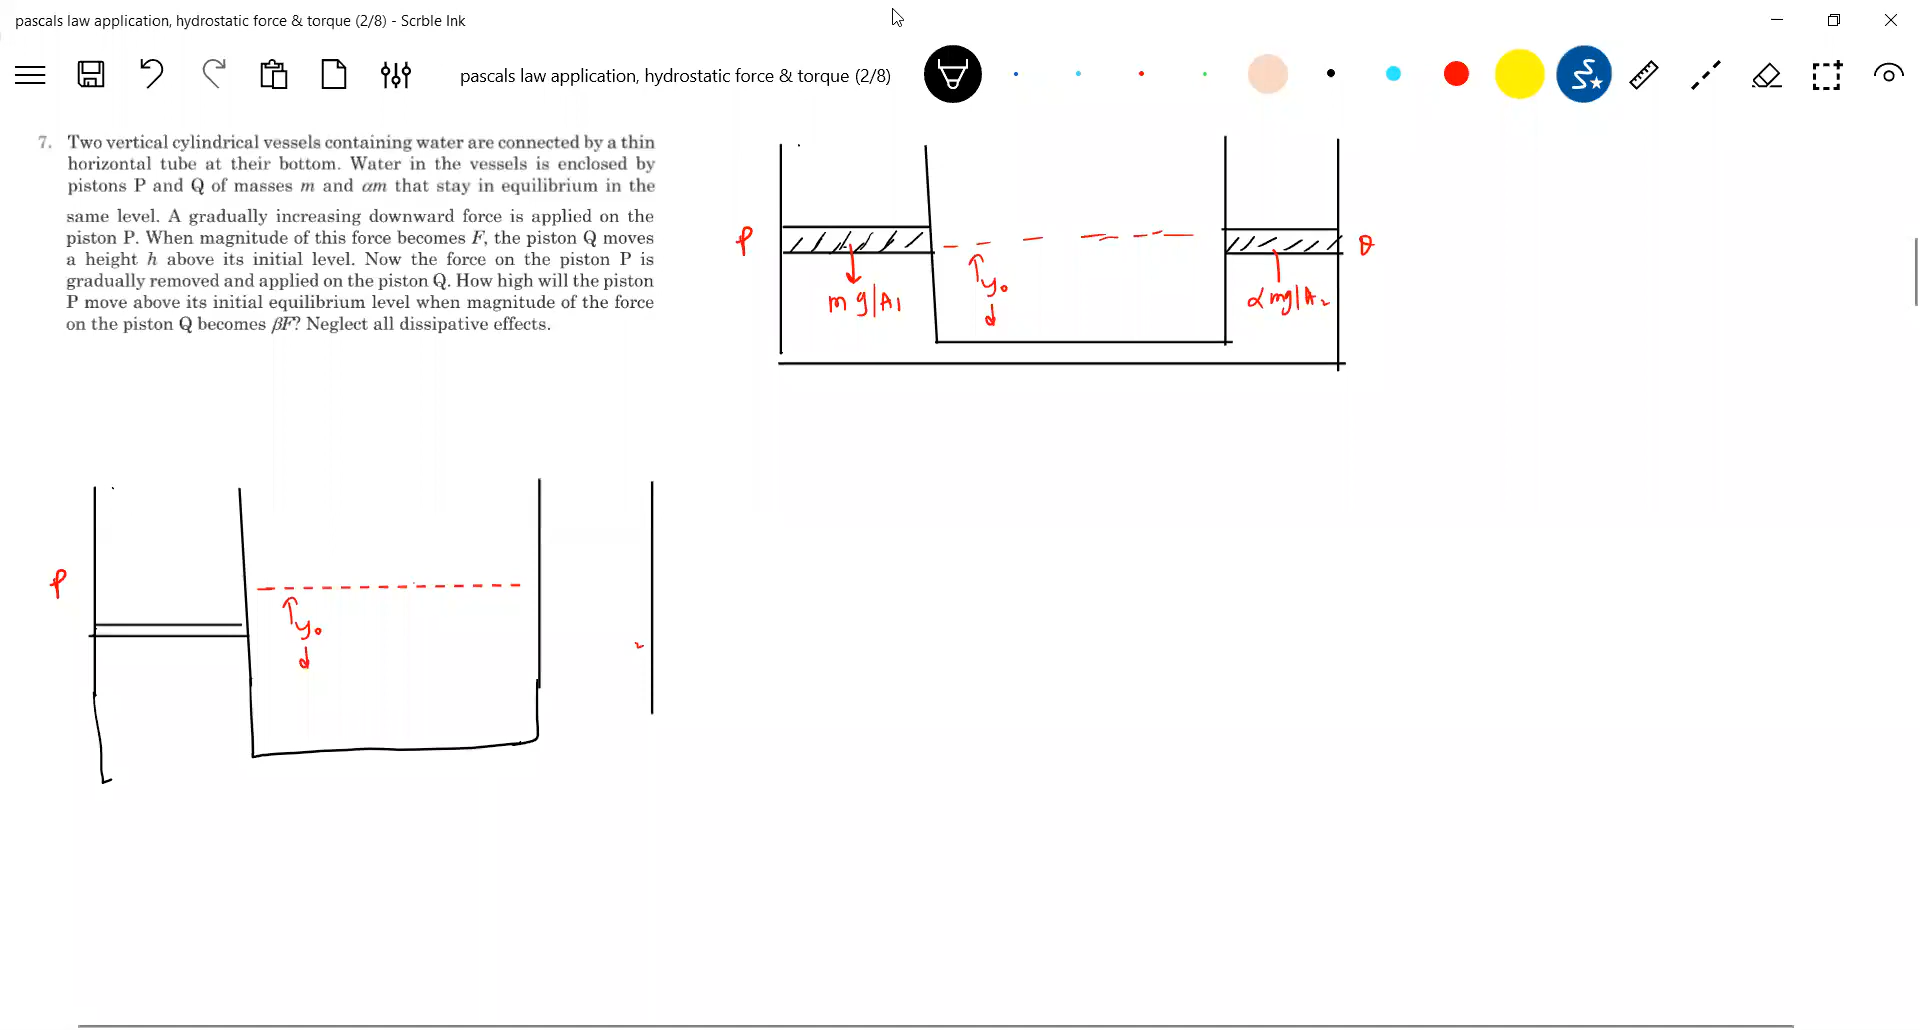 pascals law application, hydrostatic force & torque (2/8) - Scrble Ink
pascals law application, hydrostatic force & torque (2/8)
7. Two vertical cylindrical vessels containing water are connected by a thin
horizontal tube at their bottom. Water in the vessels is enclosed by
pistons P and Q of masses m and αm that stay in equilibrium in the
same level. A gradually increasing downward force is applied on the
piston P. When magnitude of this force becomes F, the piston Q moves
a height h above its initial level. Now the force on the piston P is
gradually removed and applied on the piston Q. How high will the piston
P move above its initial equilibrium level when magnitude of the force
on the piston Q becomes βF? Neglect all dissipative effects.
P
Q
y₀
mg/A₁
αmg/A₂
P
y₀